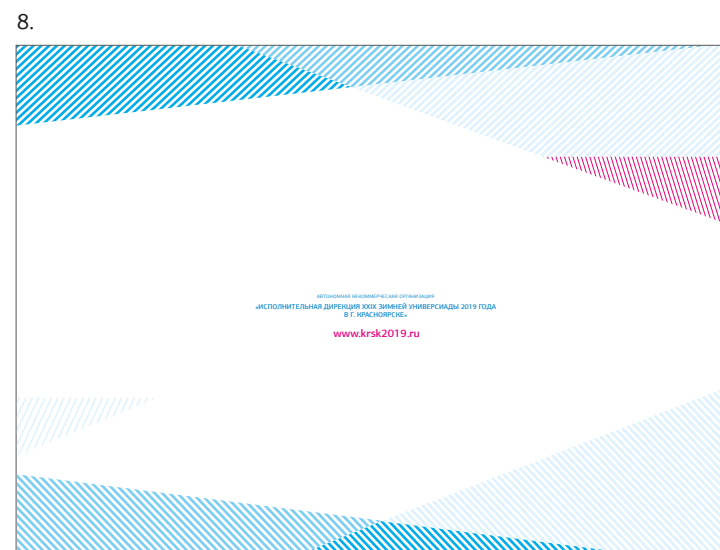 8.
АВТОНОМНАЯ НЕКОММЕРЧЕСКАЯ ОРГАНИЗАЦИЯ
«ИСПОЛНИТЕЛЬНАЯ ДИРЕКЦИЯ XXIX ЗИМНЕЙ УНИВЕРСИАДЫ 2019 ГОДА
В Г. КРАСНОЯРСКЕ»
www.krsk2019.ru